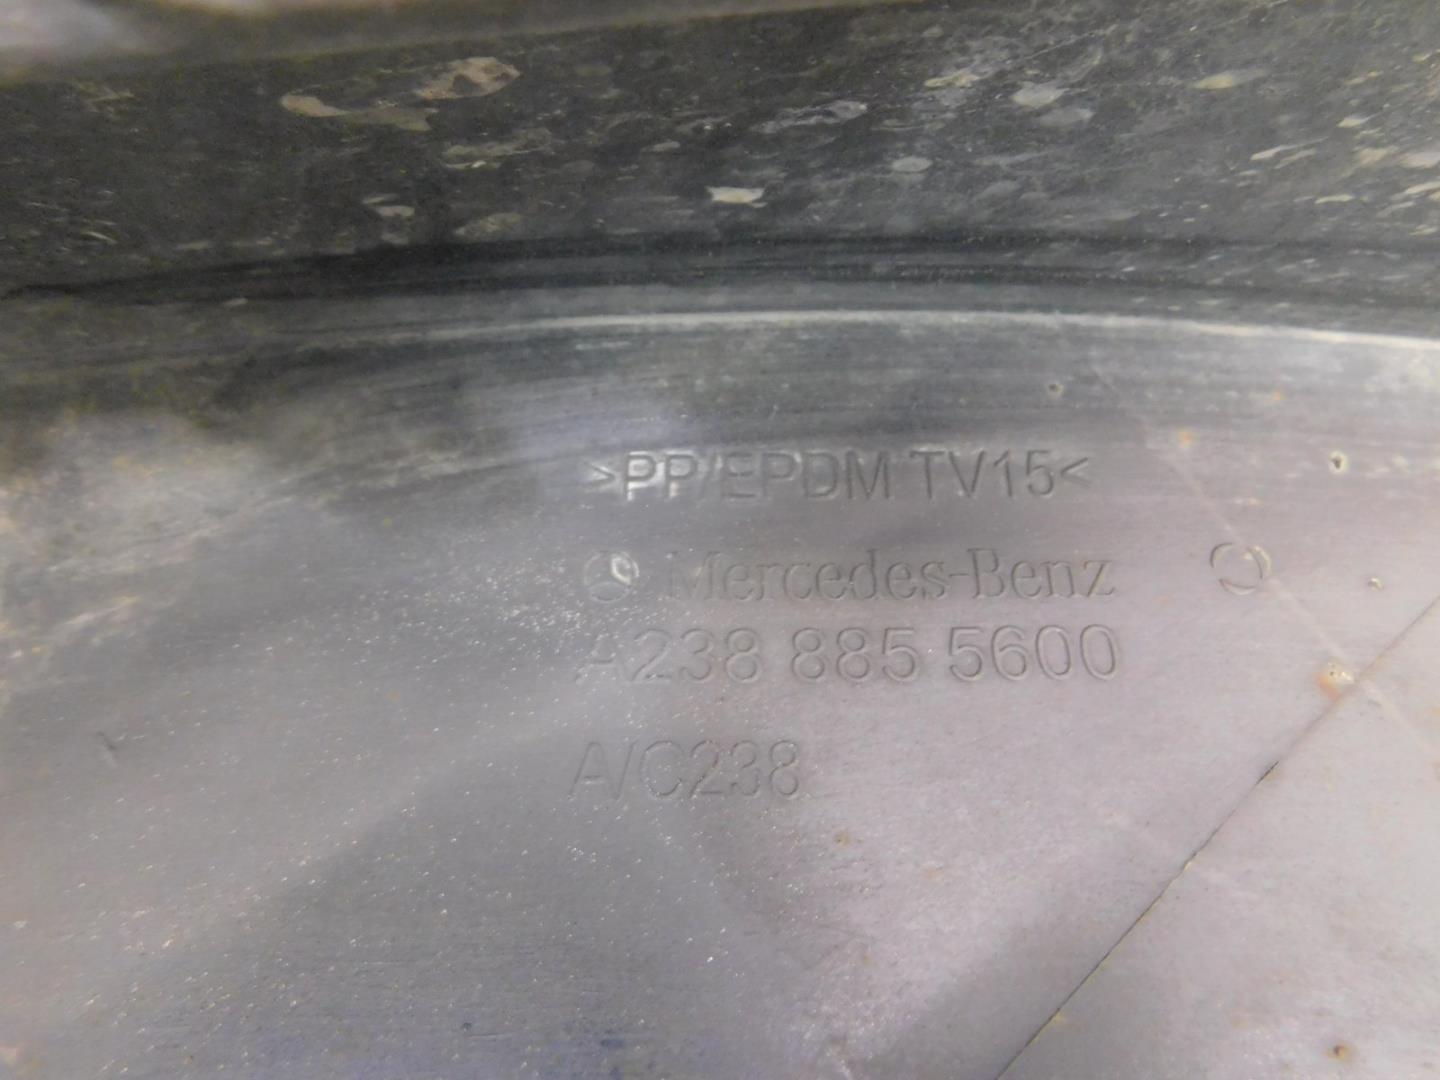 >PP/EPDM TV15<
Mercedes-Benz
A238 885 5600
A/C238